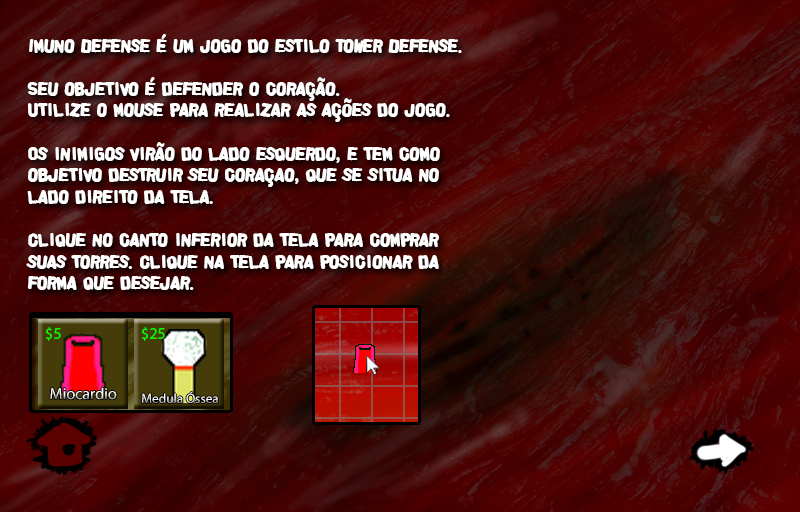 IMUNO DEFENSE É UM JOGO DO ESTILO TOWER DEFENSE.
SEU OBJETIVO É DEFENDER O CORAÇÃO.
UTILIZE O MOUSE PARA REALIZAR AS AÇÕES DO JOGO.
OS INIMIGOS VIRÃO DO LADO ESQUERDO, E TEM COMO
OBJETIVO DESTRUIR SEU CORAÇAO, QUE SE SITUA NO
LADO DIREITO DA TELA.
CLIQUE NO CANTO INFERIOR DA TELA PARA COMPRAR
SUAS TORRES. CLIQUE NA TELA PARA POSICIONAR DA
FORMA QUE DESEJAR.
$5 $25
Miocardio Medula Óssea